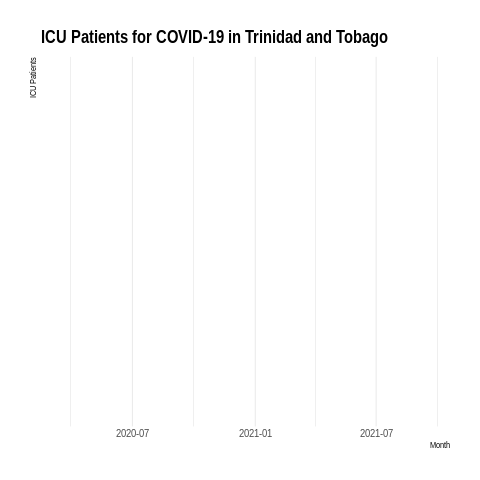 ICU Patients for COVID-19 in Trinidad and Tobago
ICU Patients
2020-07
2021-01
2021-07
Month